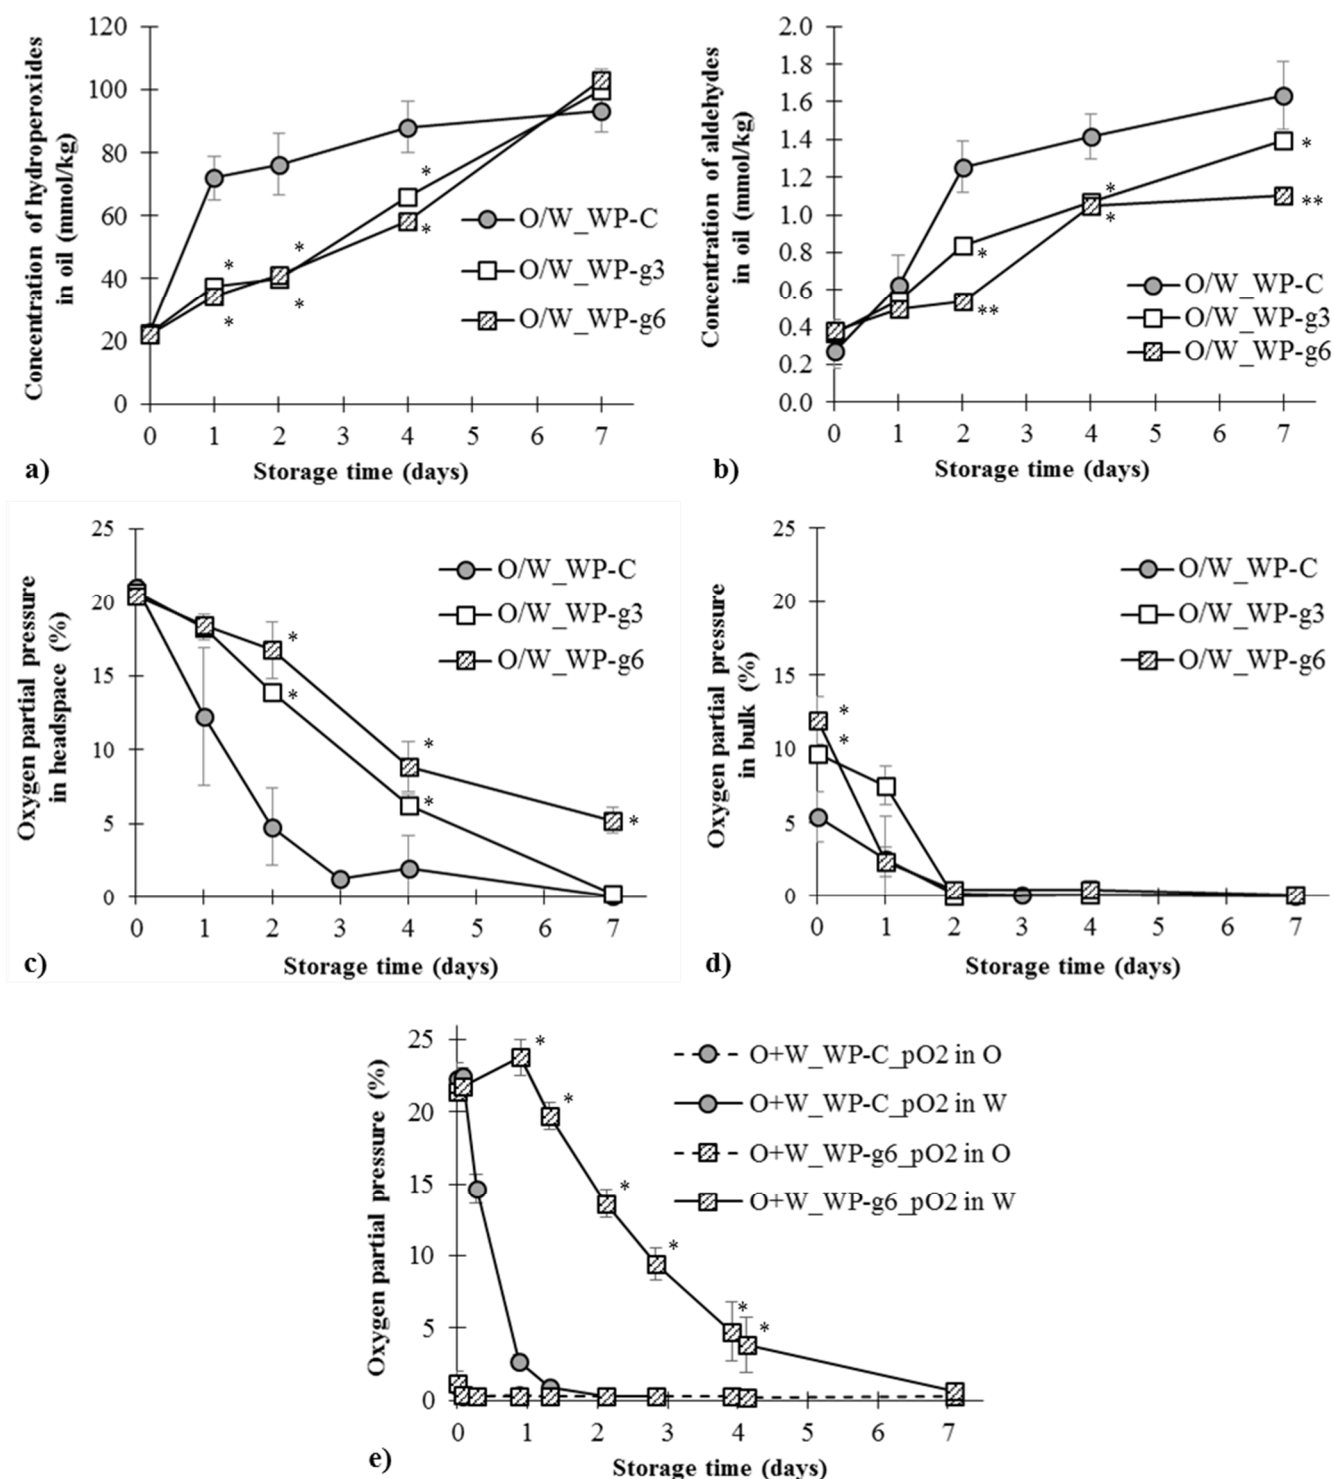 Concentration of hydroperoxides
in oil (mmol/kg)
120
100
80
60
40
20
0
*
*
*
*
*
*
O/W_WP-C
O/W_WP-g3
O/W_WP-g6
0 1 2 3 4 5 6 7
Storage time (days)
a)
Concentration of aldehydes
in oil (mmol/kg)
2.0
1.8
1.6
1.4
1.2
1.0
0.8
0.6
0.4
0.2
0.0
*
**
*
*
*
**
O/W_WP-C
O/W_WP-g3
O/W_WP-g6
0 1 2 3 4 5 6 7
Storage time (days)
b)
Oxygen partial pressure
in headspace (%)
25
20
15
10
5
0
O/W_WP-C
O/W_WP-g3
O/W_WP-g6
*
*
*
*
*
0 1 2 3 4 5 6 7
Storage time (days)
c)
Oxygen partial pressure
in bulk (%)
25
20
15
10
5
0
O/W_WP-C
O/W_WP-g3
O/W_WP-g6
*
*
0 1 2 3 4 5 6 7
Storage time (days)
d)
Oxygen partial pressure (%)
25
20
15
10
5
0
O+W_WP-C_pO2 in O
O+W_WP-C_pO2 in W
O+W_WP-g6_pO2 in O
O+W_WP-g6_pO2 in W
*
*
*
*
*
*
0 1 2 3 4 5 6 7
Storage time (days)
e)